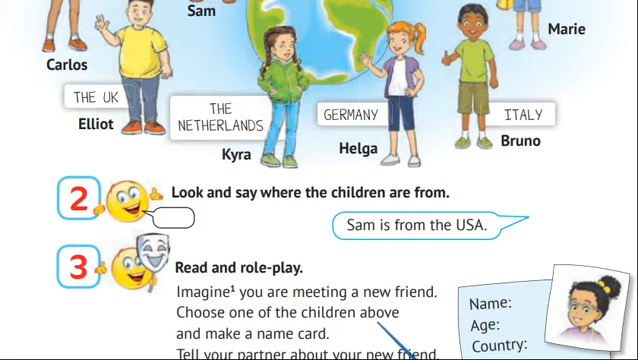 Sam
Marie
Carlos
THE UK
Elliot
THE
NETHERLANDS
Kyra
GERMANY
Helga
ITALY
Bruno
2
Look and say where the children are from.
Sam is from the USA.
3
Read and role-play.
Imagine¹ you are meeting a new friend.
Choose one of the children above
and make a name card.
Tell your partner about your new friend.
Name:
Age:
Country: